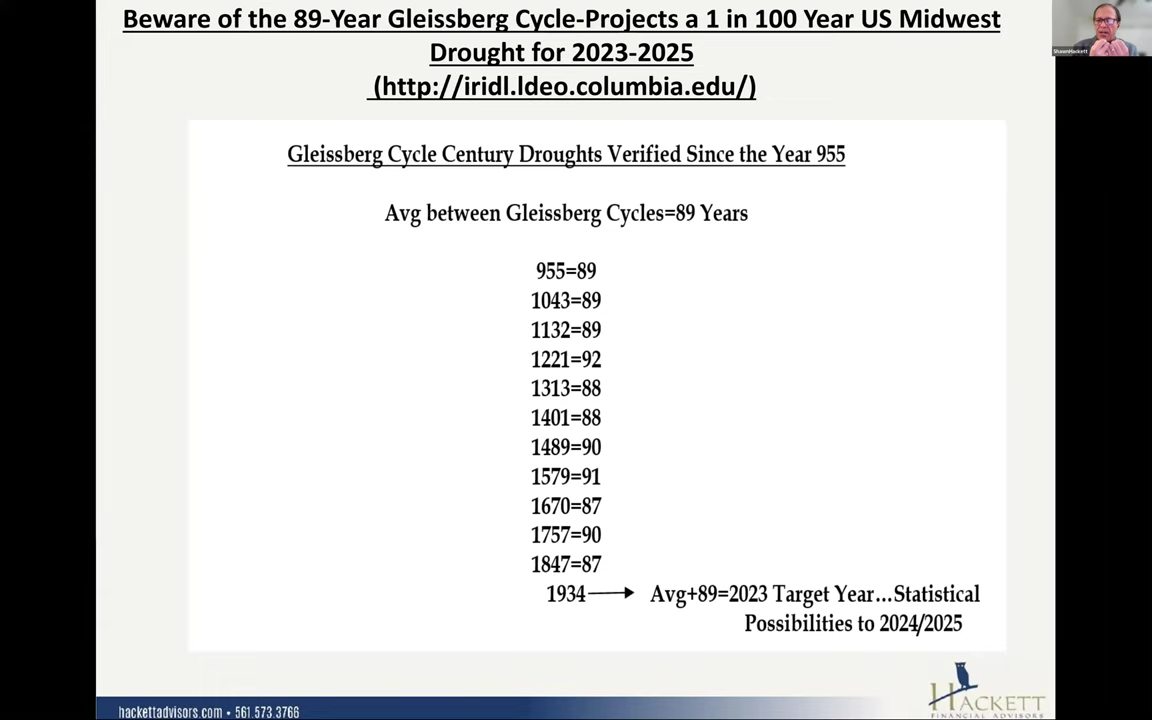 Beware of the 89-Year Gleissberg Cycle-Projects a 1 in 100 Year US Midwest
Drought for 2023-2025
(http://iridl.ldeo.columbia.edu/)
ShawnHackett
Gleissberg Cycle Century Droughts Verified Since the Year 955
Avg between Gleissberg Cycles=89 Years
955=89
1043=89
1132=89
1221=92
1313=88
1401=88
1489=90
1579=91
1670=87
1757=90
1847=87
1934 Avg+89=2023 Target Year...Statistical
Possibilities to 2024/2025
HACKETT
FINANCIAL ADVISORS
hackettadvisors.com • 561.573.3766